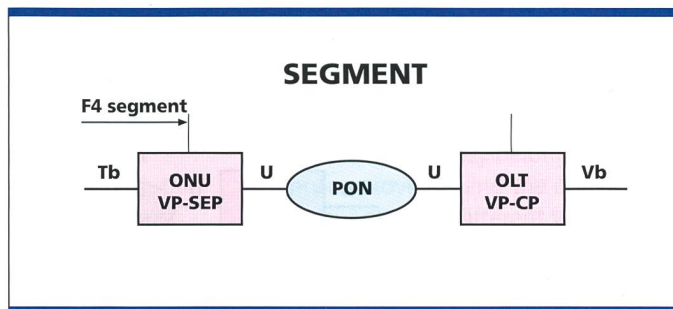 SEGMENT
F4 segment
Tb
ONU
VP-SEP
U
PON
U
OLT
VP-CP
Vb